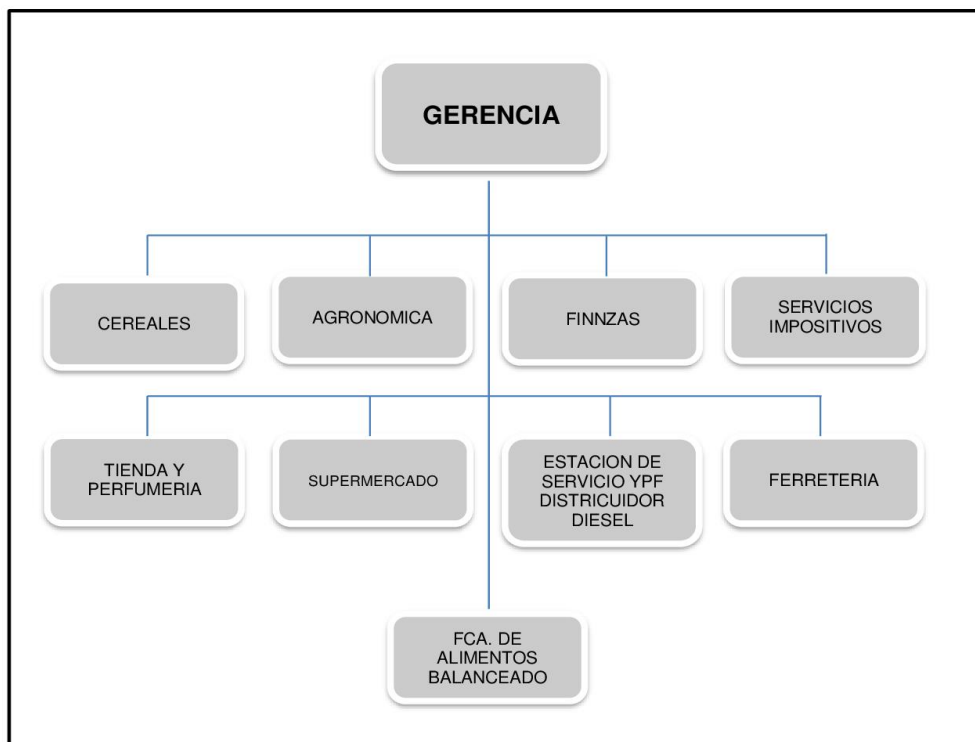 GERENCIA
CEREALES
AGRONOMICA
FINNZAS
SERVICIOS
IMPOSITIVOS
TIENDA Y
PERFUMERIA
SUPERMERCADO
ESTACION DE
SERVICIO YPF
DISTRICUIDOR
DIESEL
FERRETERIA
FCA. DE
ALIMENTOS
BALANCEADO